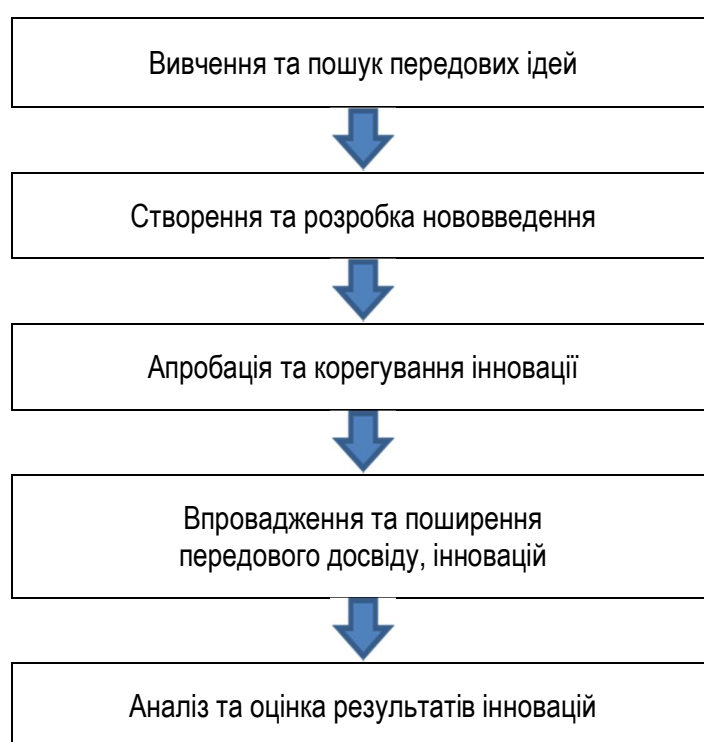 Вивчення та пошук передових ідей
Створення та розробка нововведення
Апробація та корегування інновації
Впровадження та поширення
передового досвіду, інновацій
Аналіз та оцінка результатів інновацій